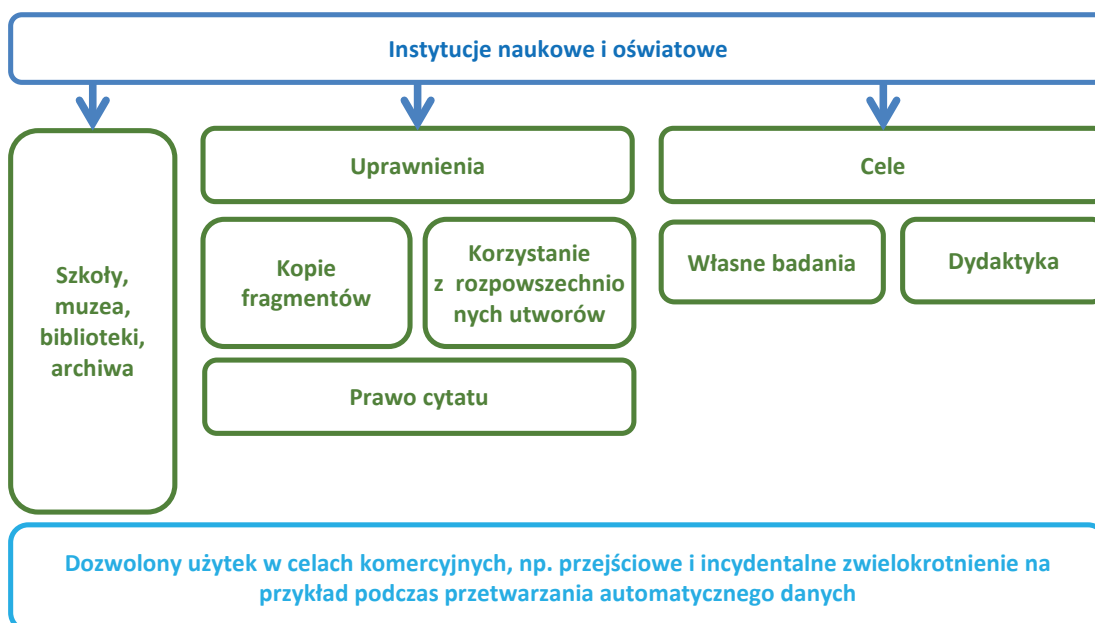 Instytucje naukowe i oświatowe
Szkoły,
muzea,
biblioteki,
archiwa
Uprawnienia
Kopie
fragmentów
Korzystanie
z rozpowszechnio
nych utworów
Prawo cytatu
Cele
Własne badania
Dydaktyka
Dozwolony użytek w celach komercyjnych, np. przejściowe i incydentalne zwielokrotnienie na
przykład podczas przetwarzania automatycznego danych